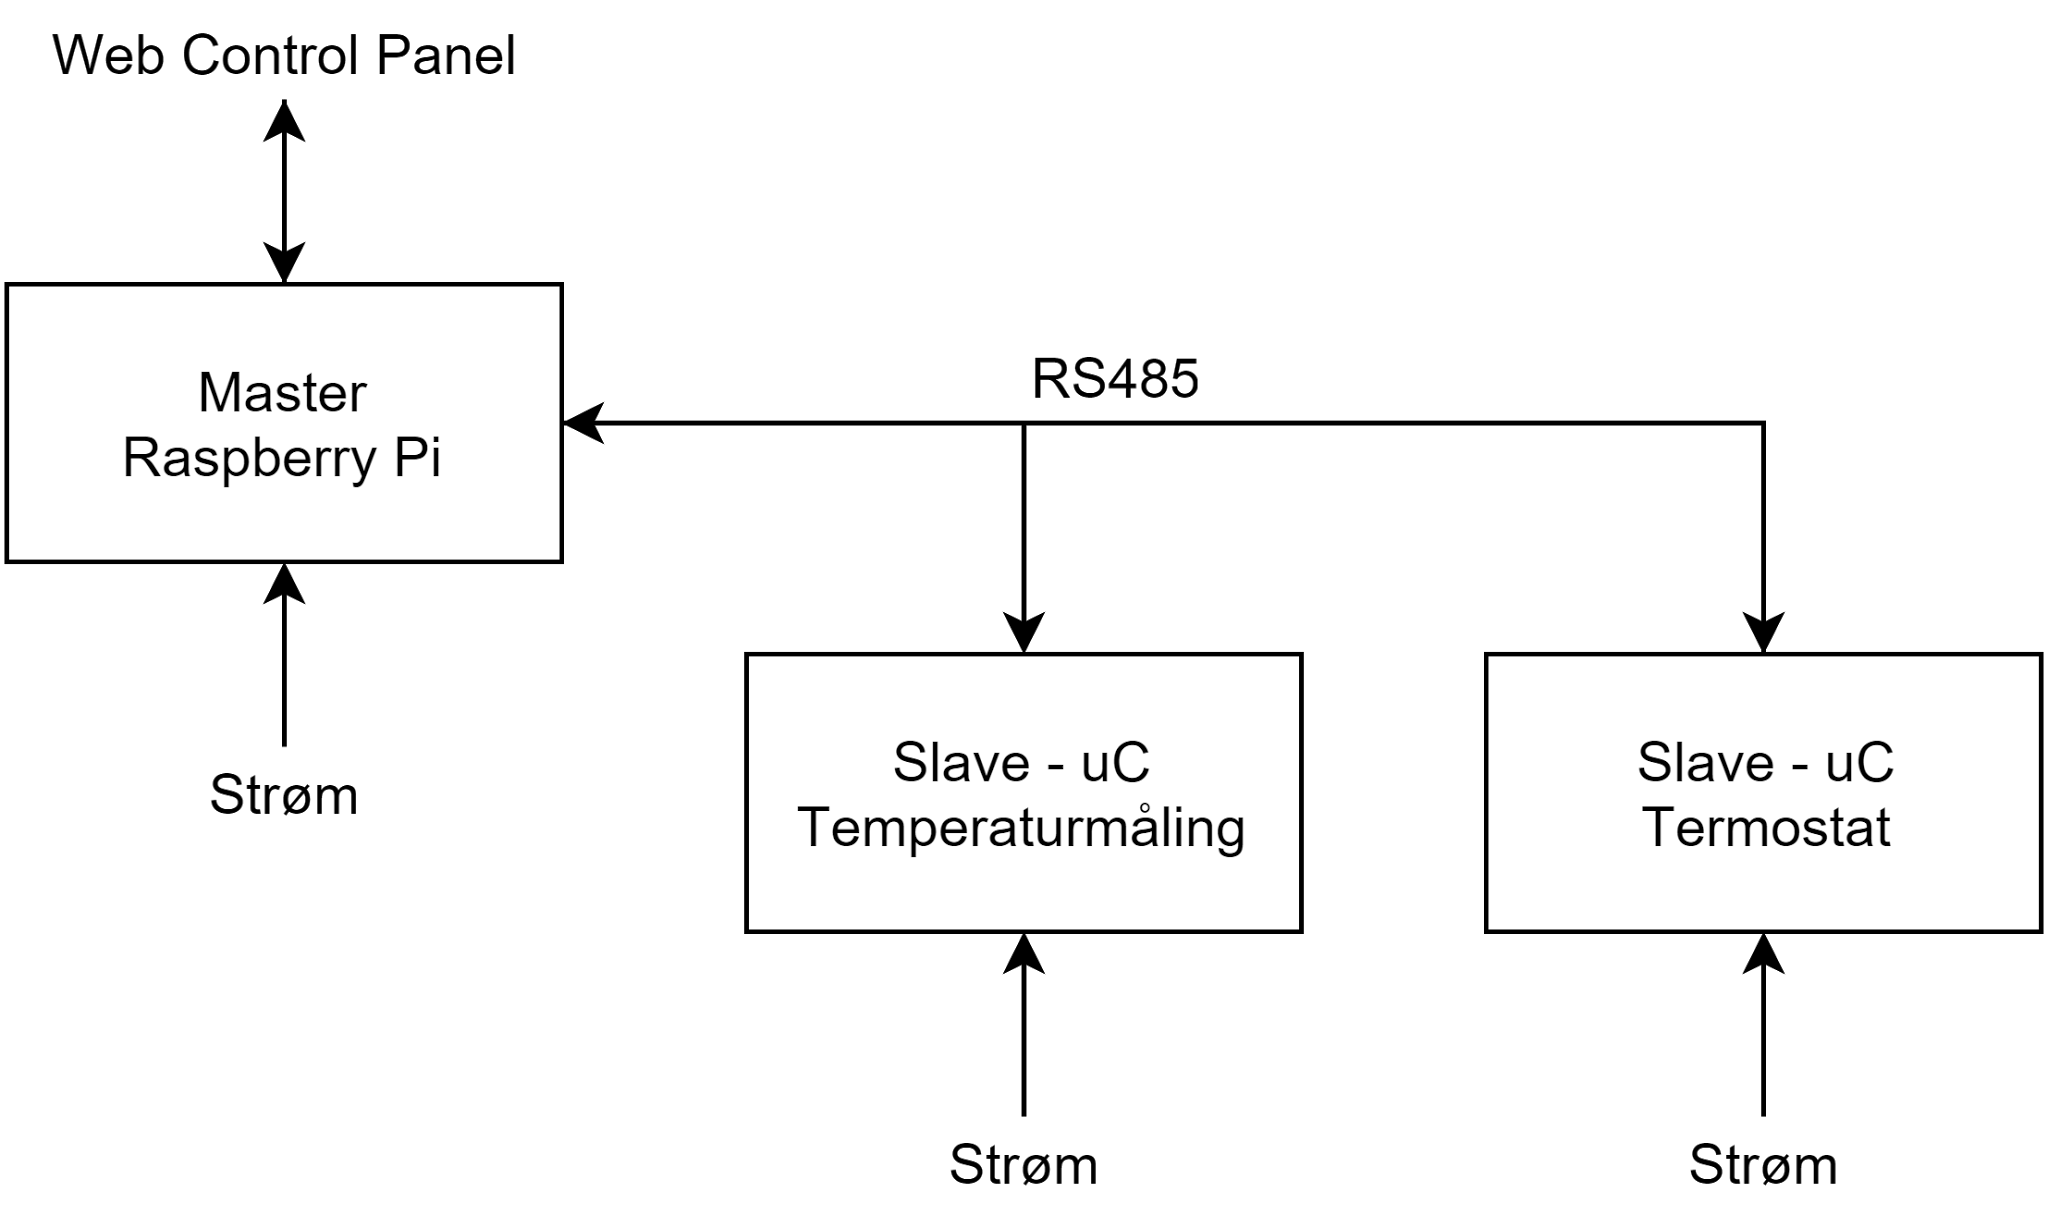 Web Control Panel
Master
Raspberry Pi
RS485
Strøm
Slave - uC
Temperaturmåling
Strøm
Slave - uC
Termostat
Strøm